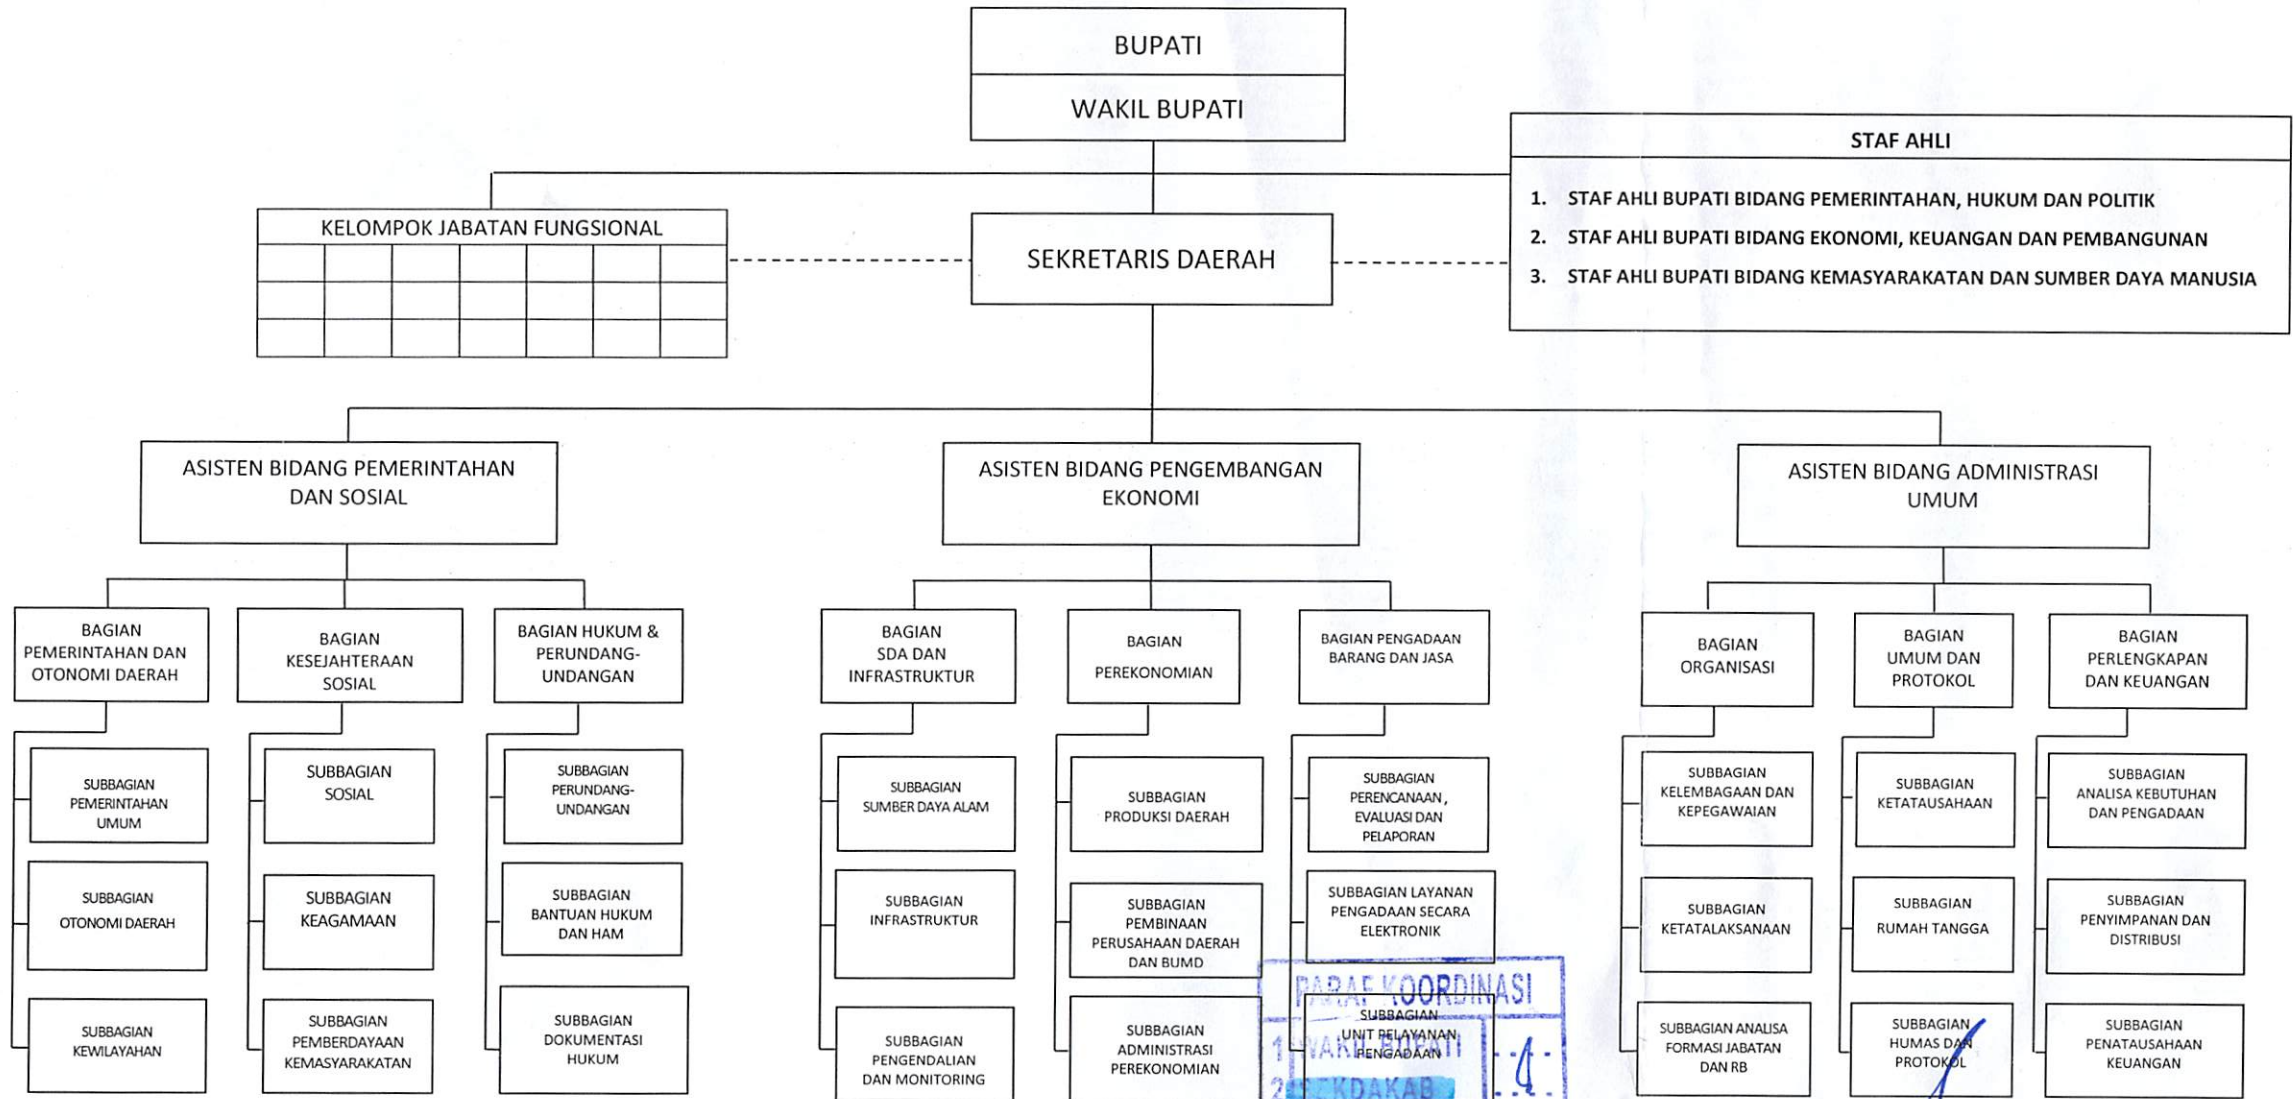 BUPATI
WAKIL BUPATI
STAF AHLI
1. STAF AHLI BUPATI BIDANG PEMERINTAHAN, HUKUM DAN POLITIK
2. STAF AHLI BUPATI BIDANG EKONOMI, KEUANGAN DAN PEMBANGUNAN
3. STAF AHLI BUPATI BIDANG KEMASYARAKATAN DAN SUMBER DAYA MANUSIA
KELOMPOK JABATAN FUNGSIONAL
SEKRETARIS DAERAH
ASISTEN BIDANG PEMERINTAHAN
DAN SOSIAL
ASISTEN BIDANG PENGEMBANGAN
EKONOMI
ASISTEN BIDANG ADMINISTRASI
UMUM
BAGIAN
PEMERINTAHAN DAN
OTONOMI DAERAH
BAGIAN
KESEJAHTERAAN
SOSIAL
BAGIAN HUKUM &
PERUNDANG-
UNDANGAN
BAGIAN
SDA DAN
INFRASTRUKTUR
BAGIAN
PEREKONOMIAN
BAGIAN PENGADAAN
BARANG DAN JASA
BAGIAN
ORGANISASI
BAGIAN
UMUM DAN
PROTOKOL
BAGIAN
PERLENGKAPAN
DAN KEUANGAN
SUBBAGIAN
PEMERINTAHAN
UMUM
SUBBAGIAN
SOSIAL
SUBBAGIAN
PERUNDANG-
UNDANGAN
SUBBAGIAN
SUMBER DAYA ALAM
SUBBAGIAN
PRODUKSI DAERAH
SUBBAGIAN
PERENCANAAN ,
EVALUASI DAN
PELAPORAN
SUBBAGIAN
KELEMBAGAAN DAN
KEPEGAWAIAN
SUBBAGIAN
KETATAUSAHAAN
SUBBAGIAN
ANALISA KEBUTUHAN
DAN PENGADAAN
SUBBAGIAN
OTONOMI DAERAH
SUBBAGIAN
KEAGAMAAN
SUBBAGIAN
BANTUAN HUKUM
DAN HAM
SUBBAGIAN
INFRASTRUKTUR
SUBBAGIAN
PEMBINAAN
PERUSAHAAN DAERAH
DAN BUMD
SUBBAGIAN LAYANAN
PENGADAAN SECARA
ELEKTRONIK
SUBBAGIAN
KETATALAKSANAAN
SUBBAGIAN
RUMAH TANGGA
SUBBAGIAN
PENYIMPANAN DAN
DISTRIBUSI
SUBBAGIAN
KEWILAYAHAN
SUBBAGIAN
PEMBERDAYAAN
KEMASYARAKATAN
SUBBAGIAN
DOKUMENTASI
HUKUM
SUBBAGIAN
PENGENDALIAN
DAN MONITORING
SUBBAGIAN
ADMINISTRASI
PEREKONOMIAN
SUBBAGIAN
UNIT PELAYANAN
PENGADAAN
SUBBAGIAN ANALISA
FORMASI JABATAN
DAN RB
SUBBAGIAN
HUMAS DAN
PROTOKOL
SUBBAGIAN
PENATAUSAHAAN
KEUANGAN
PARAF KOORDINASI
1 WAKIL BUPATI
2 SEKDAKAB